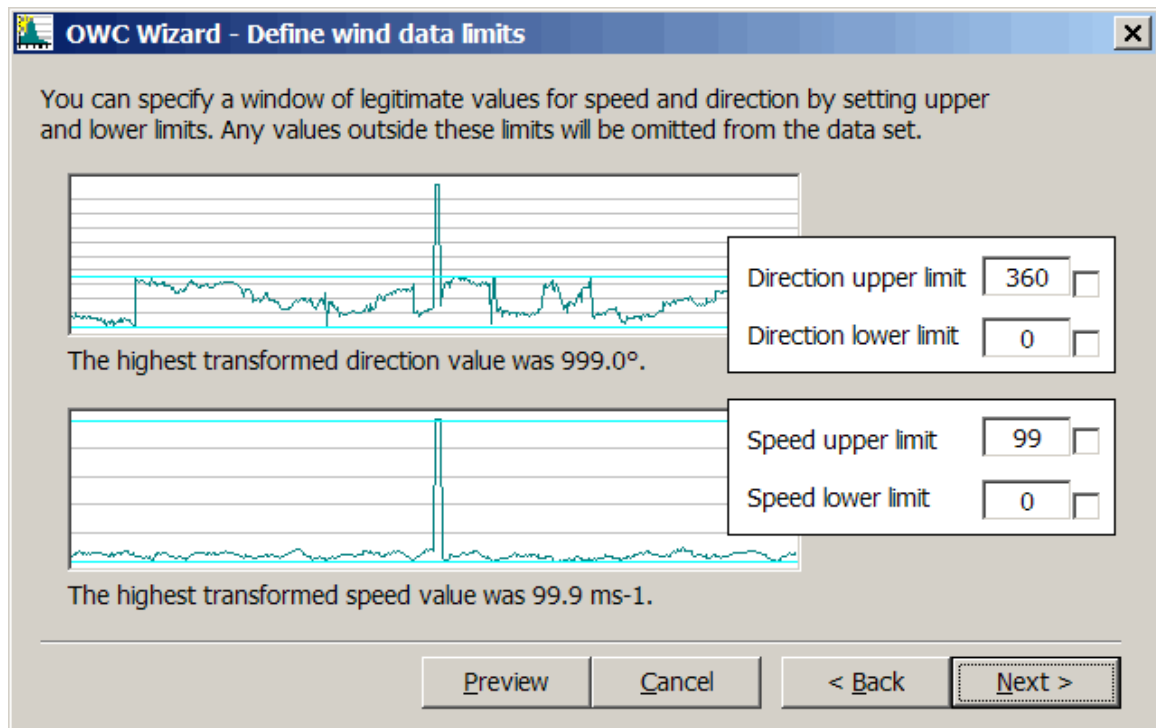 OWC Wizard - Define wind data limits
You can specify a window of legitimate values for speed and direction by setting upper
and lower limits. Any values outside these limits will be omitted from the data set.
Direction upper limit 360
Direction lower limit 0
The highest transformed direction value was 999.0°.
Speed upper limit 99
Speed lower limit 0
The highest transformed speed value was 99.9 ms-1.
Preview Cancel < Back Next >